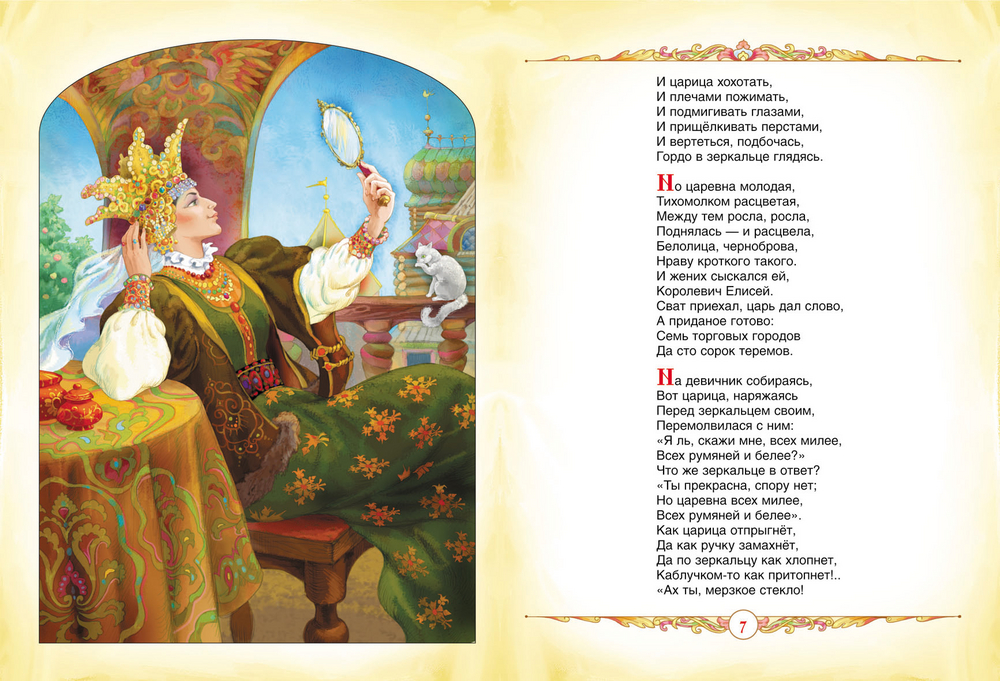 И царица хохотать,
И плечами пожимать,
И подмигивать глазами,
И прищёлкивать перстами,
И вертеться, подбочась,
Гордо в зеркальце глядясь.
Но царевна молодая,
Тихомолком расцветая,
Между тем росла, росла,
Поднялась — и расцвела,
Белолица, черноброва,
Нраву кроткого такого.
И жених сыскался ей,
Королевич Елисей.
Сват приехал, царь дал слово,
А приданое готово:
Семь торговых городов
Да сто сорок теремов.
На девичник собираясь,
Вот царица, наряжаясь
Перед зеркальцем своим,
Перемолвилася с ним:
«Я ль, скажи мне, всех милее,
Всех румяней и белее?»
Что же зеркальце в ответ?
«Ты прекрасна, спору нет;
Но царевна всех милее,
Всех румяней и белее».
Как царица отпрыгнёт,
Да как ручку замахнёт,
Да по зеркальцу как хлопнет,
Каблучком-то как притопнет!..
«Ах ты, мерзкое стекло!
7